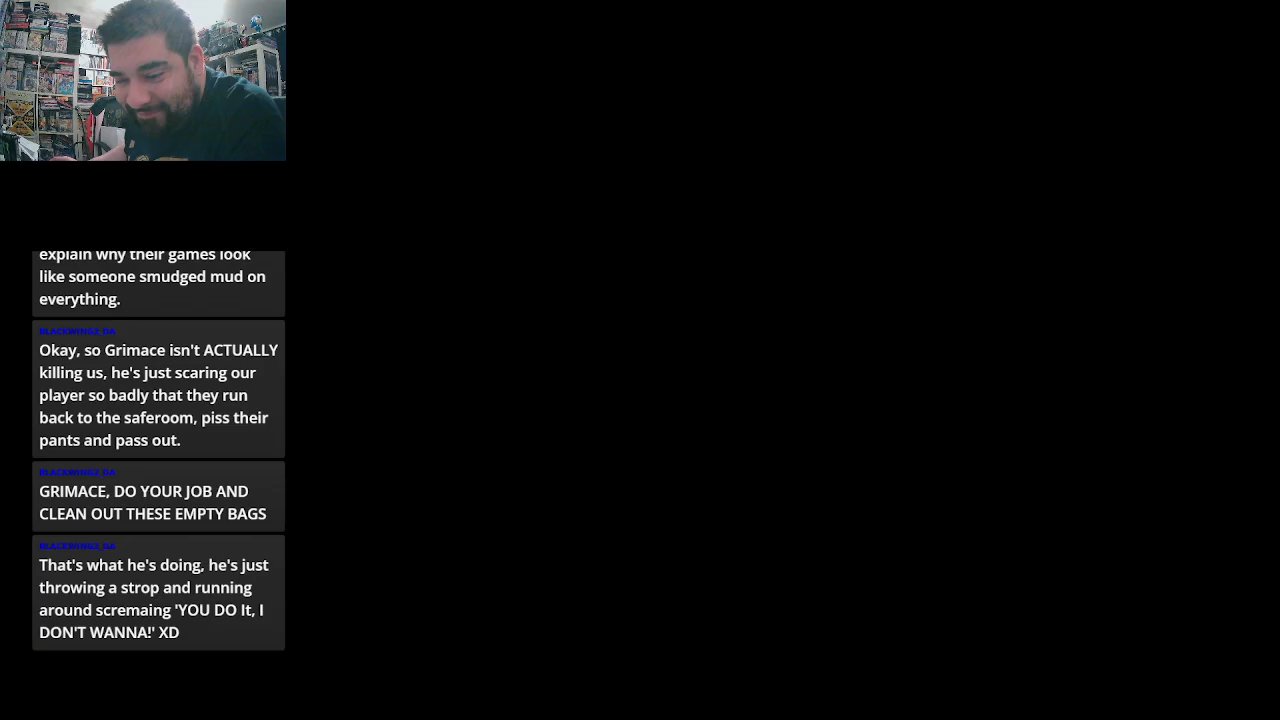 explain why their games look
like someone smudged mud on
everything.
BLACKWING2_DA
Okay, so Grimace isn't ACTUALLY
killing us, he's just scaring our
player so badly that they run
back to the saferoom, piss their
pants and pass out.
GRIMACE, DO YOUR JOB AND
CLEAN OUT THESE EMPTY BAGS
That's what he's doing, he's just
throwing a strop and running
around scremaing 'YOU DO It, I
DON'T WANNA!' XD